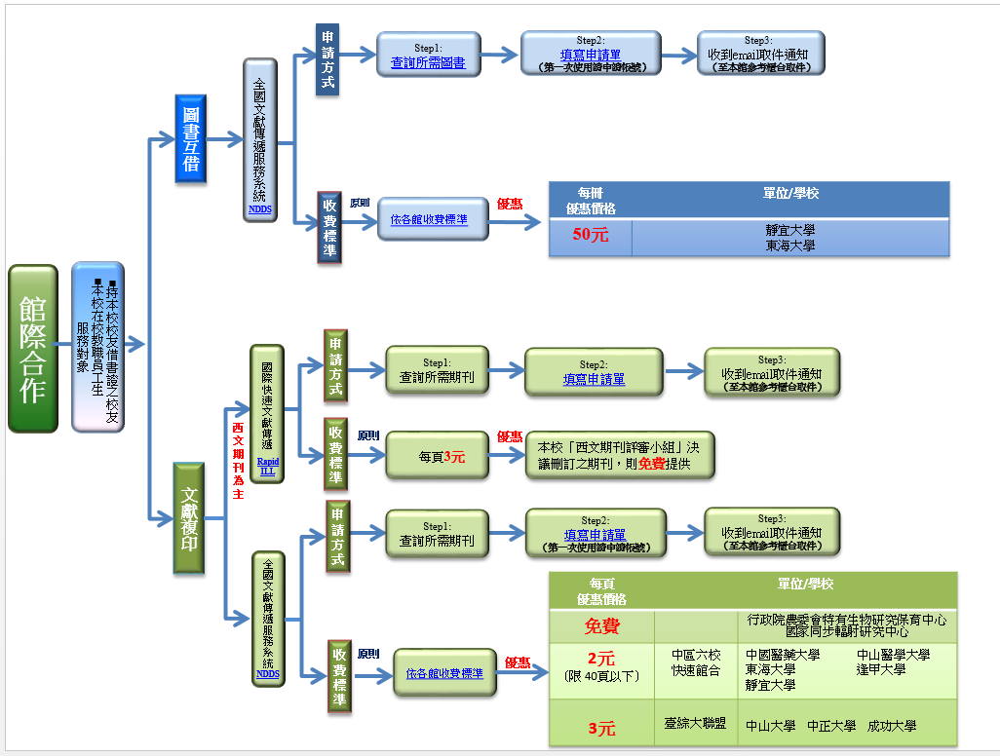 館際合作
服務對象
■本校在校教職員工生
■持本校校友借書證之校友
圖書互借
全國文獻傳遞服務系統
NDDS
申請方式
Step1:
查詢所需圖書
Step2:
填寫申請單
（第一次使用請申請帳號）
Step3:
收到email取件通知
（至本館參考櫃台取件）
收費標準
原則
依各館收費標準
優惠
每冊
優惠價格
單位/學校
50元
靜宜大學
東海大學
文獻複印
西文期刊為主
國際快速文獻傳遞
Rapid
ILL
申請方式
Step1:
查詢所需期刊
Step2:
填寫申請單
Step3:
收到email取件通知
（至本館參考櫃台取件）
收費標準
原則
每頁3元
優惠
本校「西文期刊評審小組」決
議刪訂之期刊，則免費提供
全國文獻傳遞服務系統
NDDS
申請方式
Step1:
查詢所需期刊
Step2:
填寫申請單
（第一次使用請申請帳號）
Step3:
收到email取件通知
（至本館參考櫃台取件）
收費標準
原則
依各館收費標準
優惠
每頁
優惠價格
單位/學校
免費
行政院農委會特有生物研究保育中心
國家同步輻射研究中心
2元
（限 40頁以下）
中區六校
快速館合
中國醫藥大學 中山醫學大學
東海大學 逢甲大學
靜宜大學
3元
臺綜大聯盟
中山大學 中正大學 成功大學